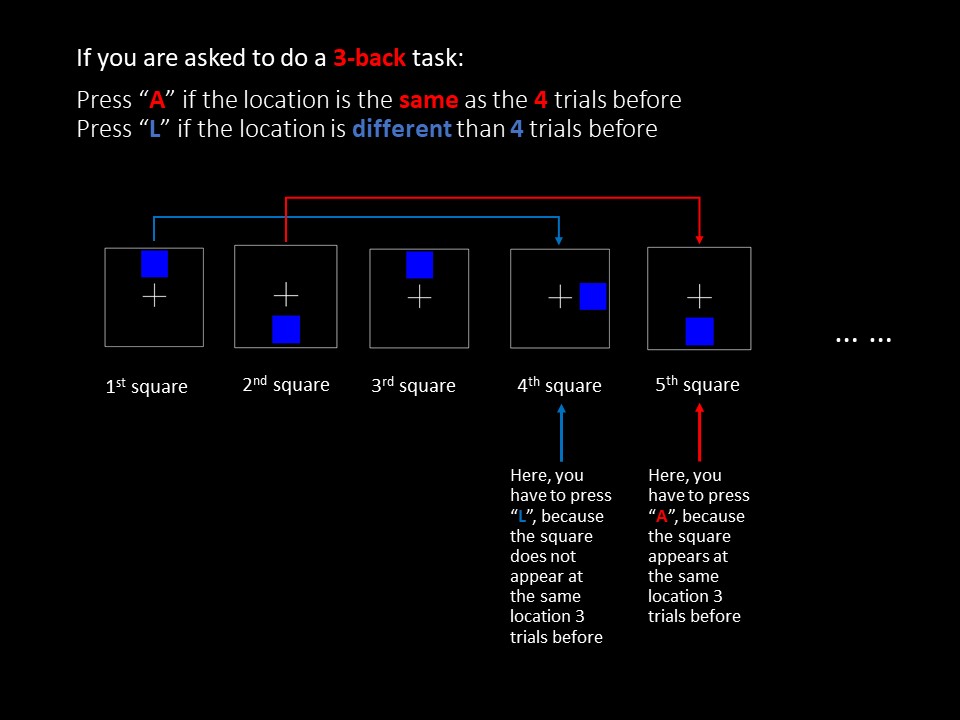 If you are asked to do a 3-back task:
Press “A” if the location is the same as the 4 trials before
Press “L” if the location is different than 4 trials before
... ...
1st square
2nd square
3rd square
4th square
5th square
Here, you
have to press
“L”, because
the square
does not
appear at
the same
location 3
trials before
Here, you
have to press
“A”, because
the square
appears at
the same
location 3
trials before